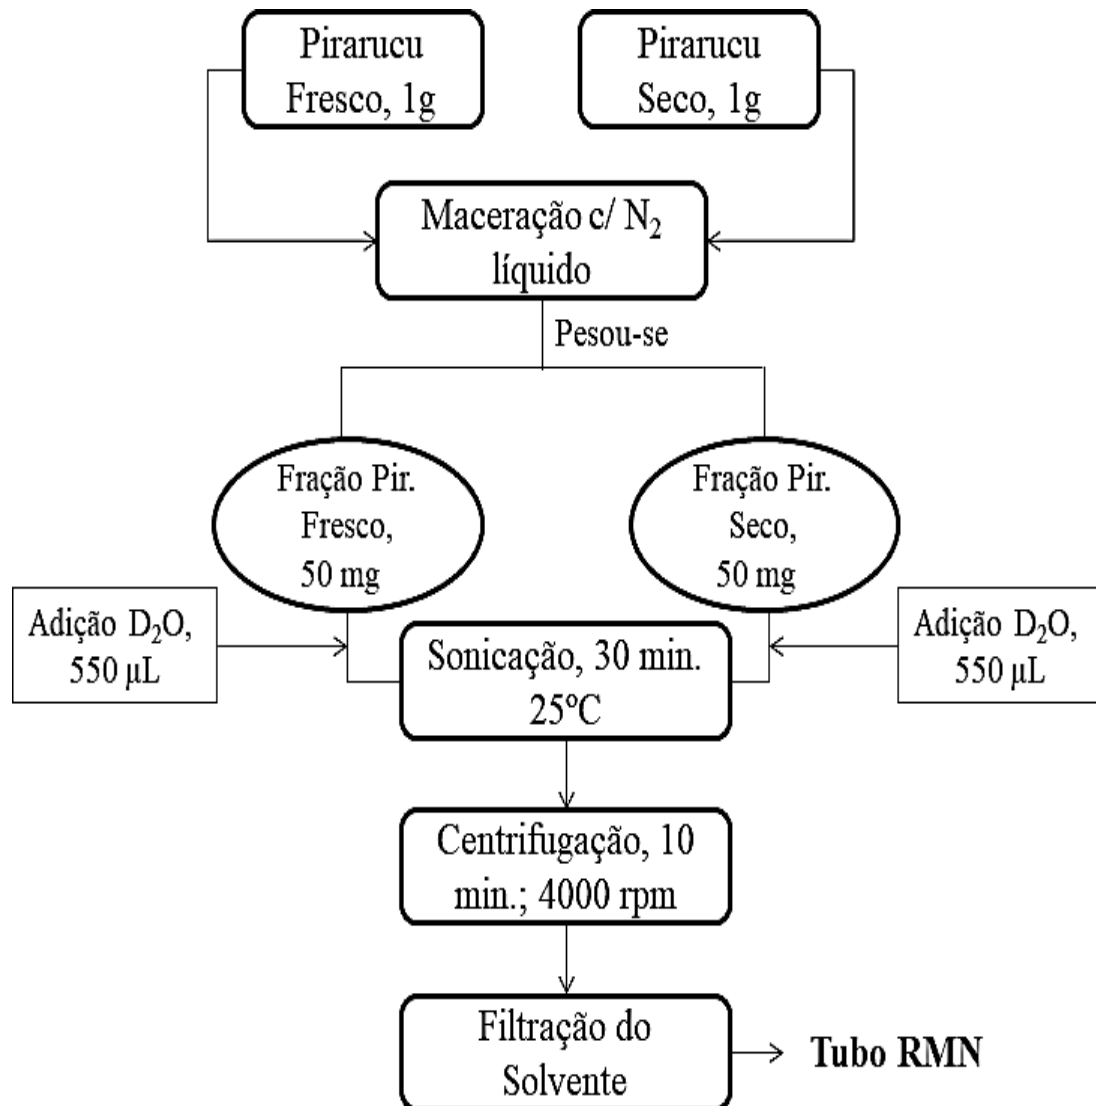 Pirarucu
Fresco, 1g
Pirarucu
Seco, 1g
Maceração c/ N₂
líquido
Pesou-se
Fração Pir.
Fresco,
50 mg
Fração Pir.
Seco,
50 mg
Adição D₂O,
550 µL
Adição D₂O,
550 µL
Sonicação, 30 min.
25ºC
Centrifugação, 10
min.; 4000 rpm
Filtração do
Solvente
Tubo RMN